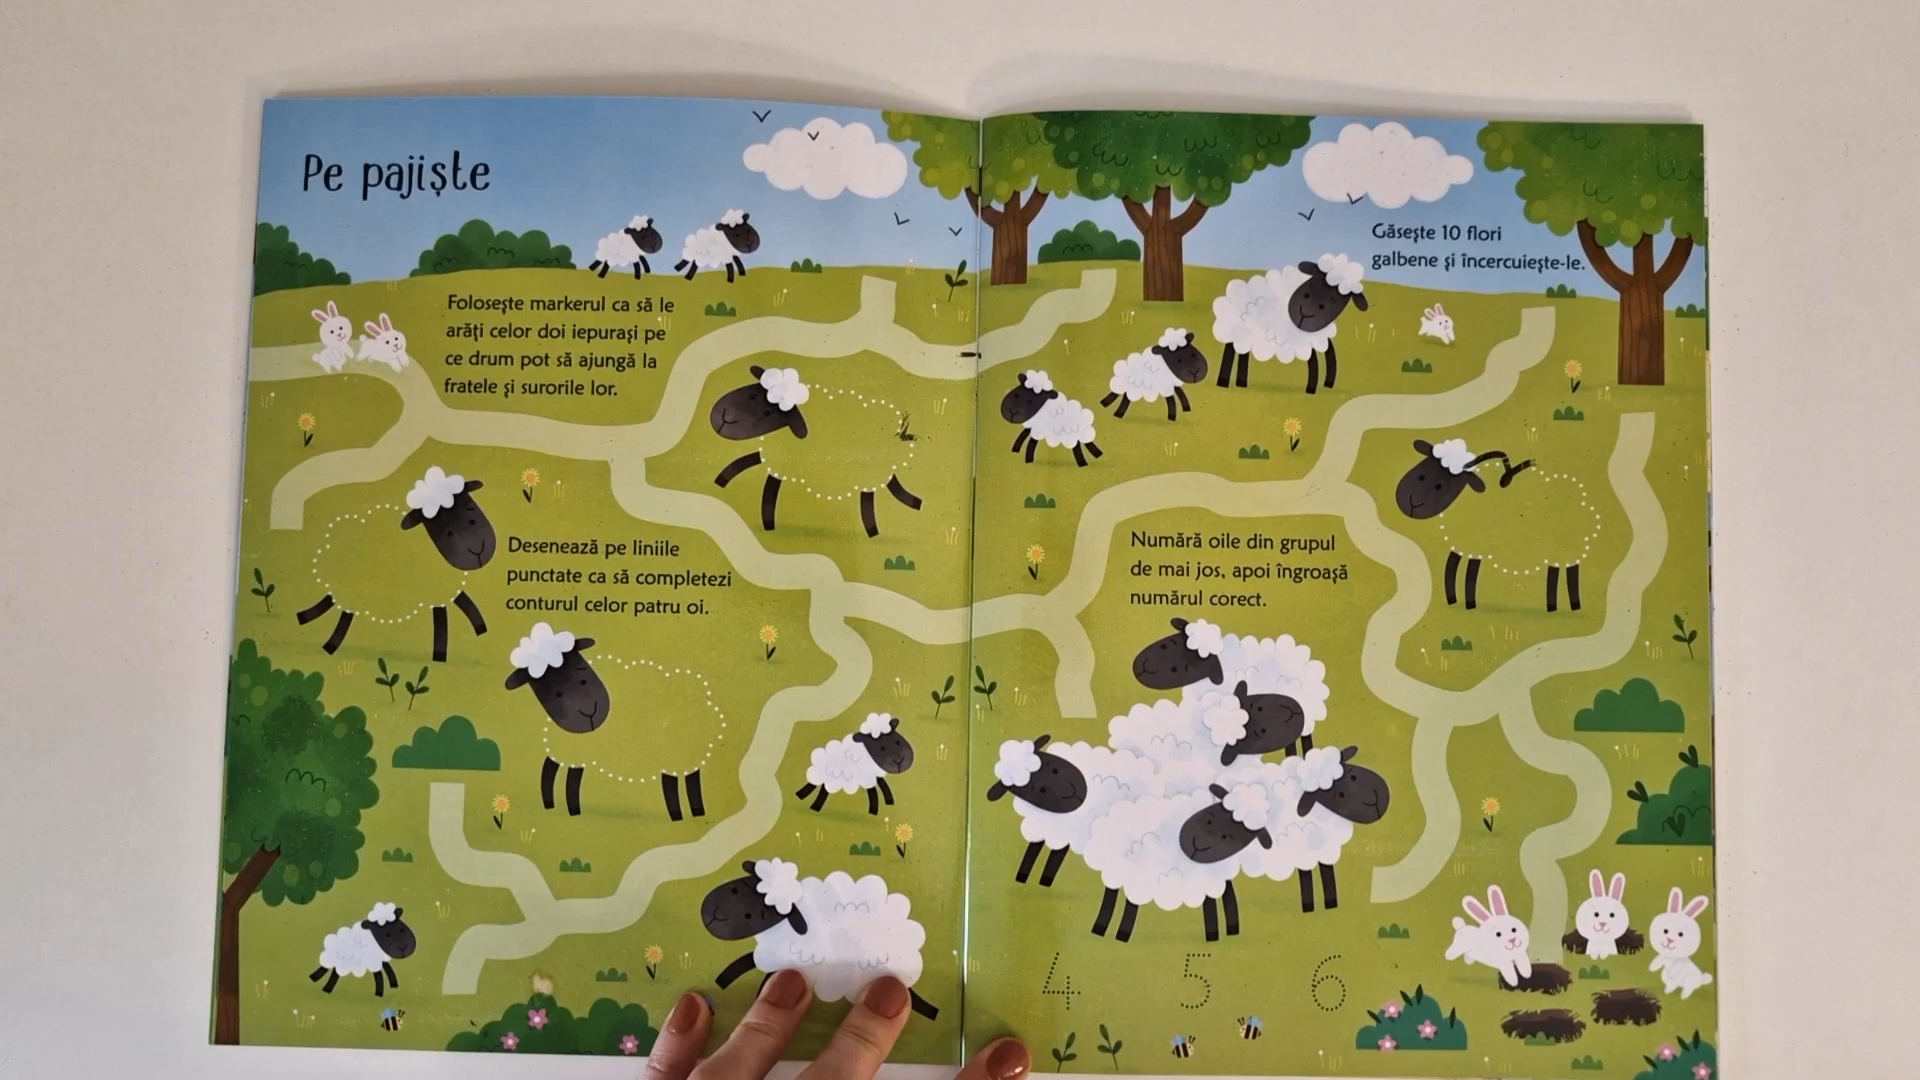 Pe pajiște
Folosește markerul ca să le
arăți celor doi iepurași pe
ce drum pot să ajungă la
fratele și surorile lor.
Desenează pe liniile
punctate ca să completezi
conturul celor patru oi.
Găsește 10 flori
galbene și încercuiește-le.
Numără oile din grupul
de mai jos, apoi îngroașă
numărul corect.
4 5 6